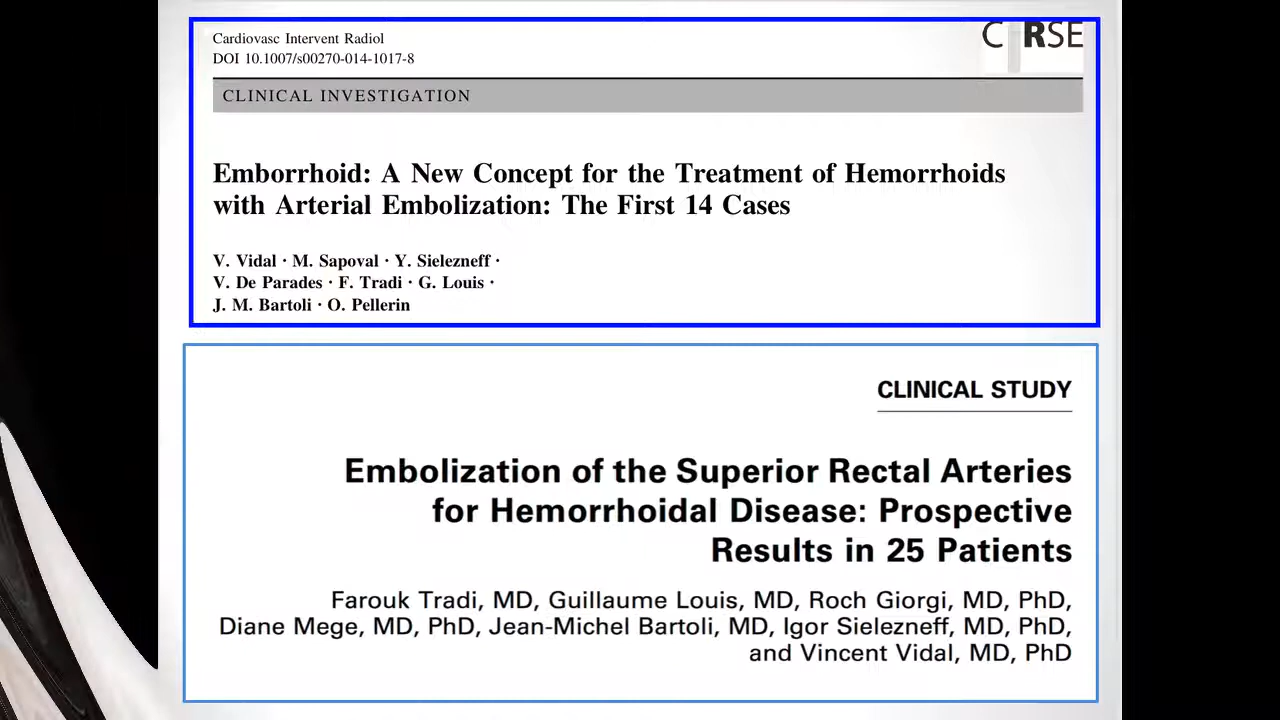 Cardiovasc Intervent Radiol
DOI 10.1007/s00270-014-1017-8
CIRSE
CLINICAL INVESTIGATION
Emborrhoid: A New Concept for the Treatment of Hemorrhoids
with Arterial Embolization: The First 14 Cases
V. Vidal · M. Sapoval · Y. Sielezneff ·
V. De Parades · F. Tradi · G. Louis ·
J. M. Bartoli · O. Pellerin
CLINICAL STUDY
Embolization of the Superior Rectal Arteries
for Hemorrhoidal Disease: Prospective
Results in 25 Patients
Farouk Tradi, MD, Guillaume Louis, MD, Roch Giorgi, MD, PhD,
Diane Mege, MD, PhD, Jean-Michel Bartoli, MD, Igor Sielezneff, MD, PhD,
and Vincent Vidal, MD, PhD